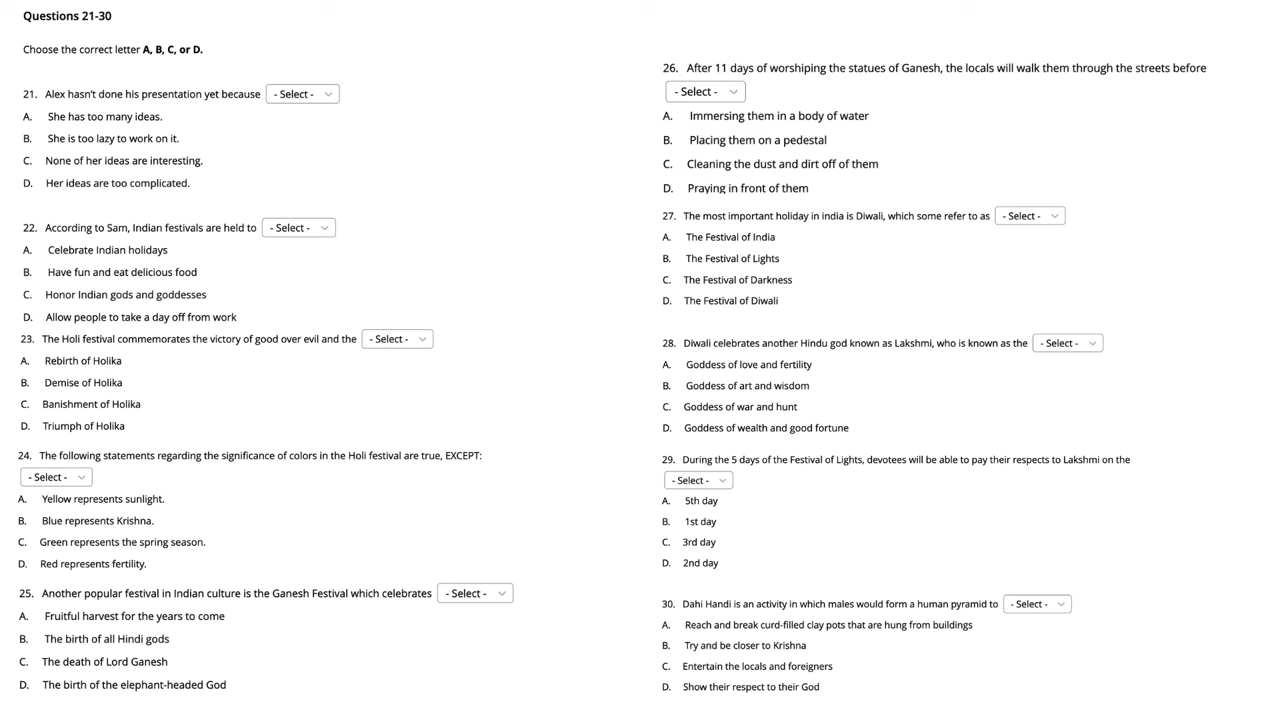 Questions 21-30
Choose the correct letter A, B, C, or D.
21. Alex hasn't done his presentation yet because - Select -
A. She has too many ideas.
B. She is too lazy to work on it.
C. None of her ideas are interesting.
D. Her ideas are too complicated.
22. According to Sam, Indian festivals are held to - Select -
A. Celebrate Indian holidays
B. Have fun and eat delicious food
C. Honor Indian gods and goddesses
D. Allow people to take a day off from work
23. The Holi festival commemorates the victory of good over evil and the - Select -
A. Rebirth of Holika
B. Demise of Holika
C. Banishment of Holika
D. Triumph of Holika
24. The following statements regarding the significance of colors in the Holi festival are true, EXCEPT:
- Select -
A. Yellow represents sunlight.
B. Blue represents Krishna.
C. Green represents the spring season.
D. Red represents fertility.
25. Another popular festival in Indian culture is the Ganesh Festival which celebrates - Select -
A. Fruitful harvest for the years to come
B. The birth of all Hindi gods
C. The death of Lord Ganesh
D. The birth of the elephant-headed God
26. After 11 days of worshiping the statues of Ganesh, the locals will walk them through the streets before
- Select -
A. Immersing them in a body of water
B. Placing them on a pedestal
C. Cleaning the dust and dirt off of them
D. Praying in front of them
27. The most important holiday in india is Diwali, which some refer to as - Select -
A. The Festival of India
B. The Festival of Lights
C. The Festival of Darkness
D. The Festival of Diwali
28. Diwali celebrates another Hindu god known as Lakshmi, who is known as the - Select -
A. Goddess of love and fertility
B. Goddess of art and wisdom
C. Goddess of war and hunt
D. Goddess of wealth and good fortune
29. During the 5 days of the Festival of Lights, devotees will be able to pay their respects to Lakshmi on the
- Select -
A. 5th day
B. 1st day
C. 3rd day
D. 2nd day
30. Dahi Handi is an activity in which males would form a human pyramid to - Select -
A. Reach and break curd-filled clay pots that are hung from buildings
B. Try and be closer to Krishna
C. Entertain the locals and foreigners
D. Show their respect to their God